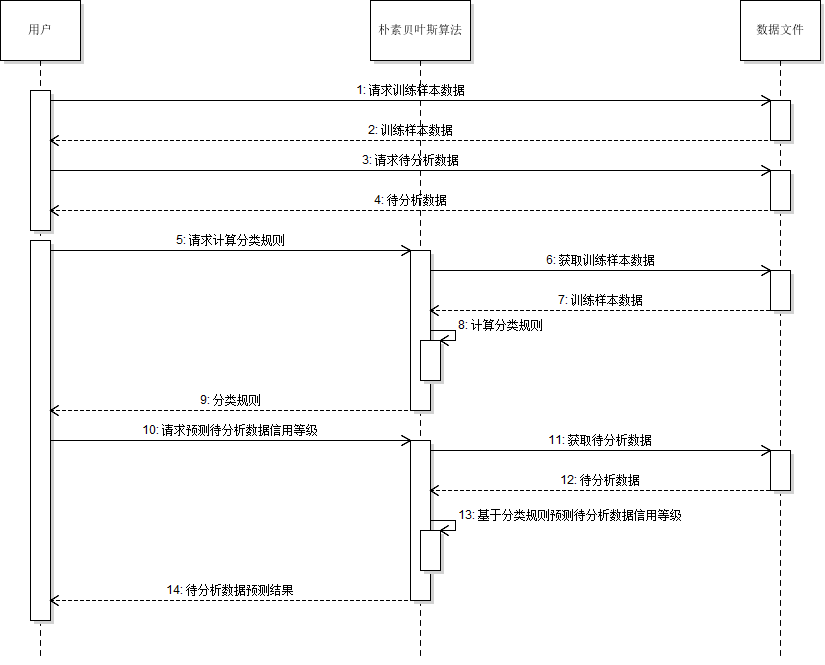 用户
朴素贝叶斯算法
数据文件
1: 请求训练样本数据
2: 训练样本数据
3: 请求待分析数据
4: 待分析数据
5: 请求计算分类规则
6: 获取训练样本数据
7: 训练样本数据
8: 计算分类规则
9: 分类规则
10: 请求预测待分析数据信用等级
11: 获取待分析数据
12: 待分析数据
13: 基于分类规则预测待分析数据信用等级
14: 待分析数据预测结果